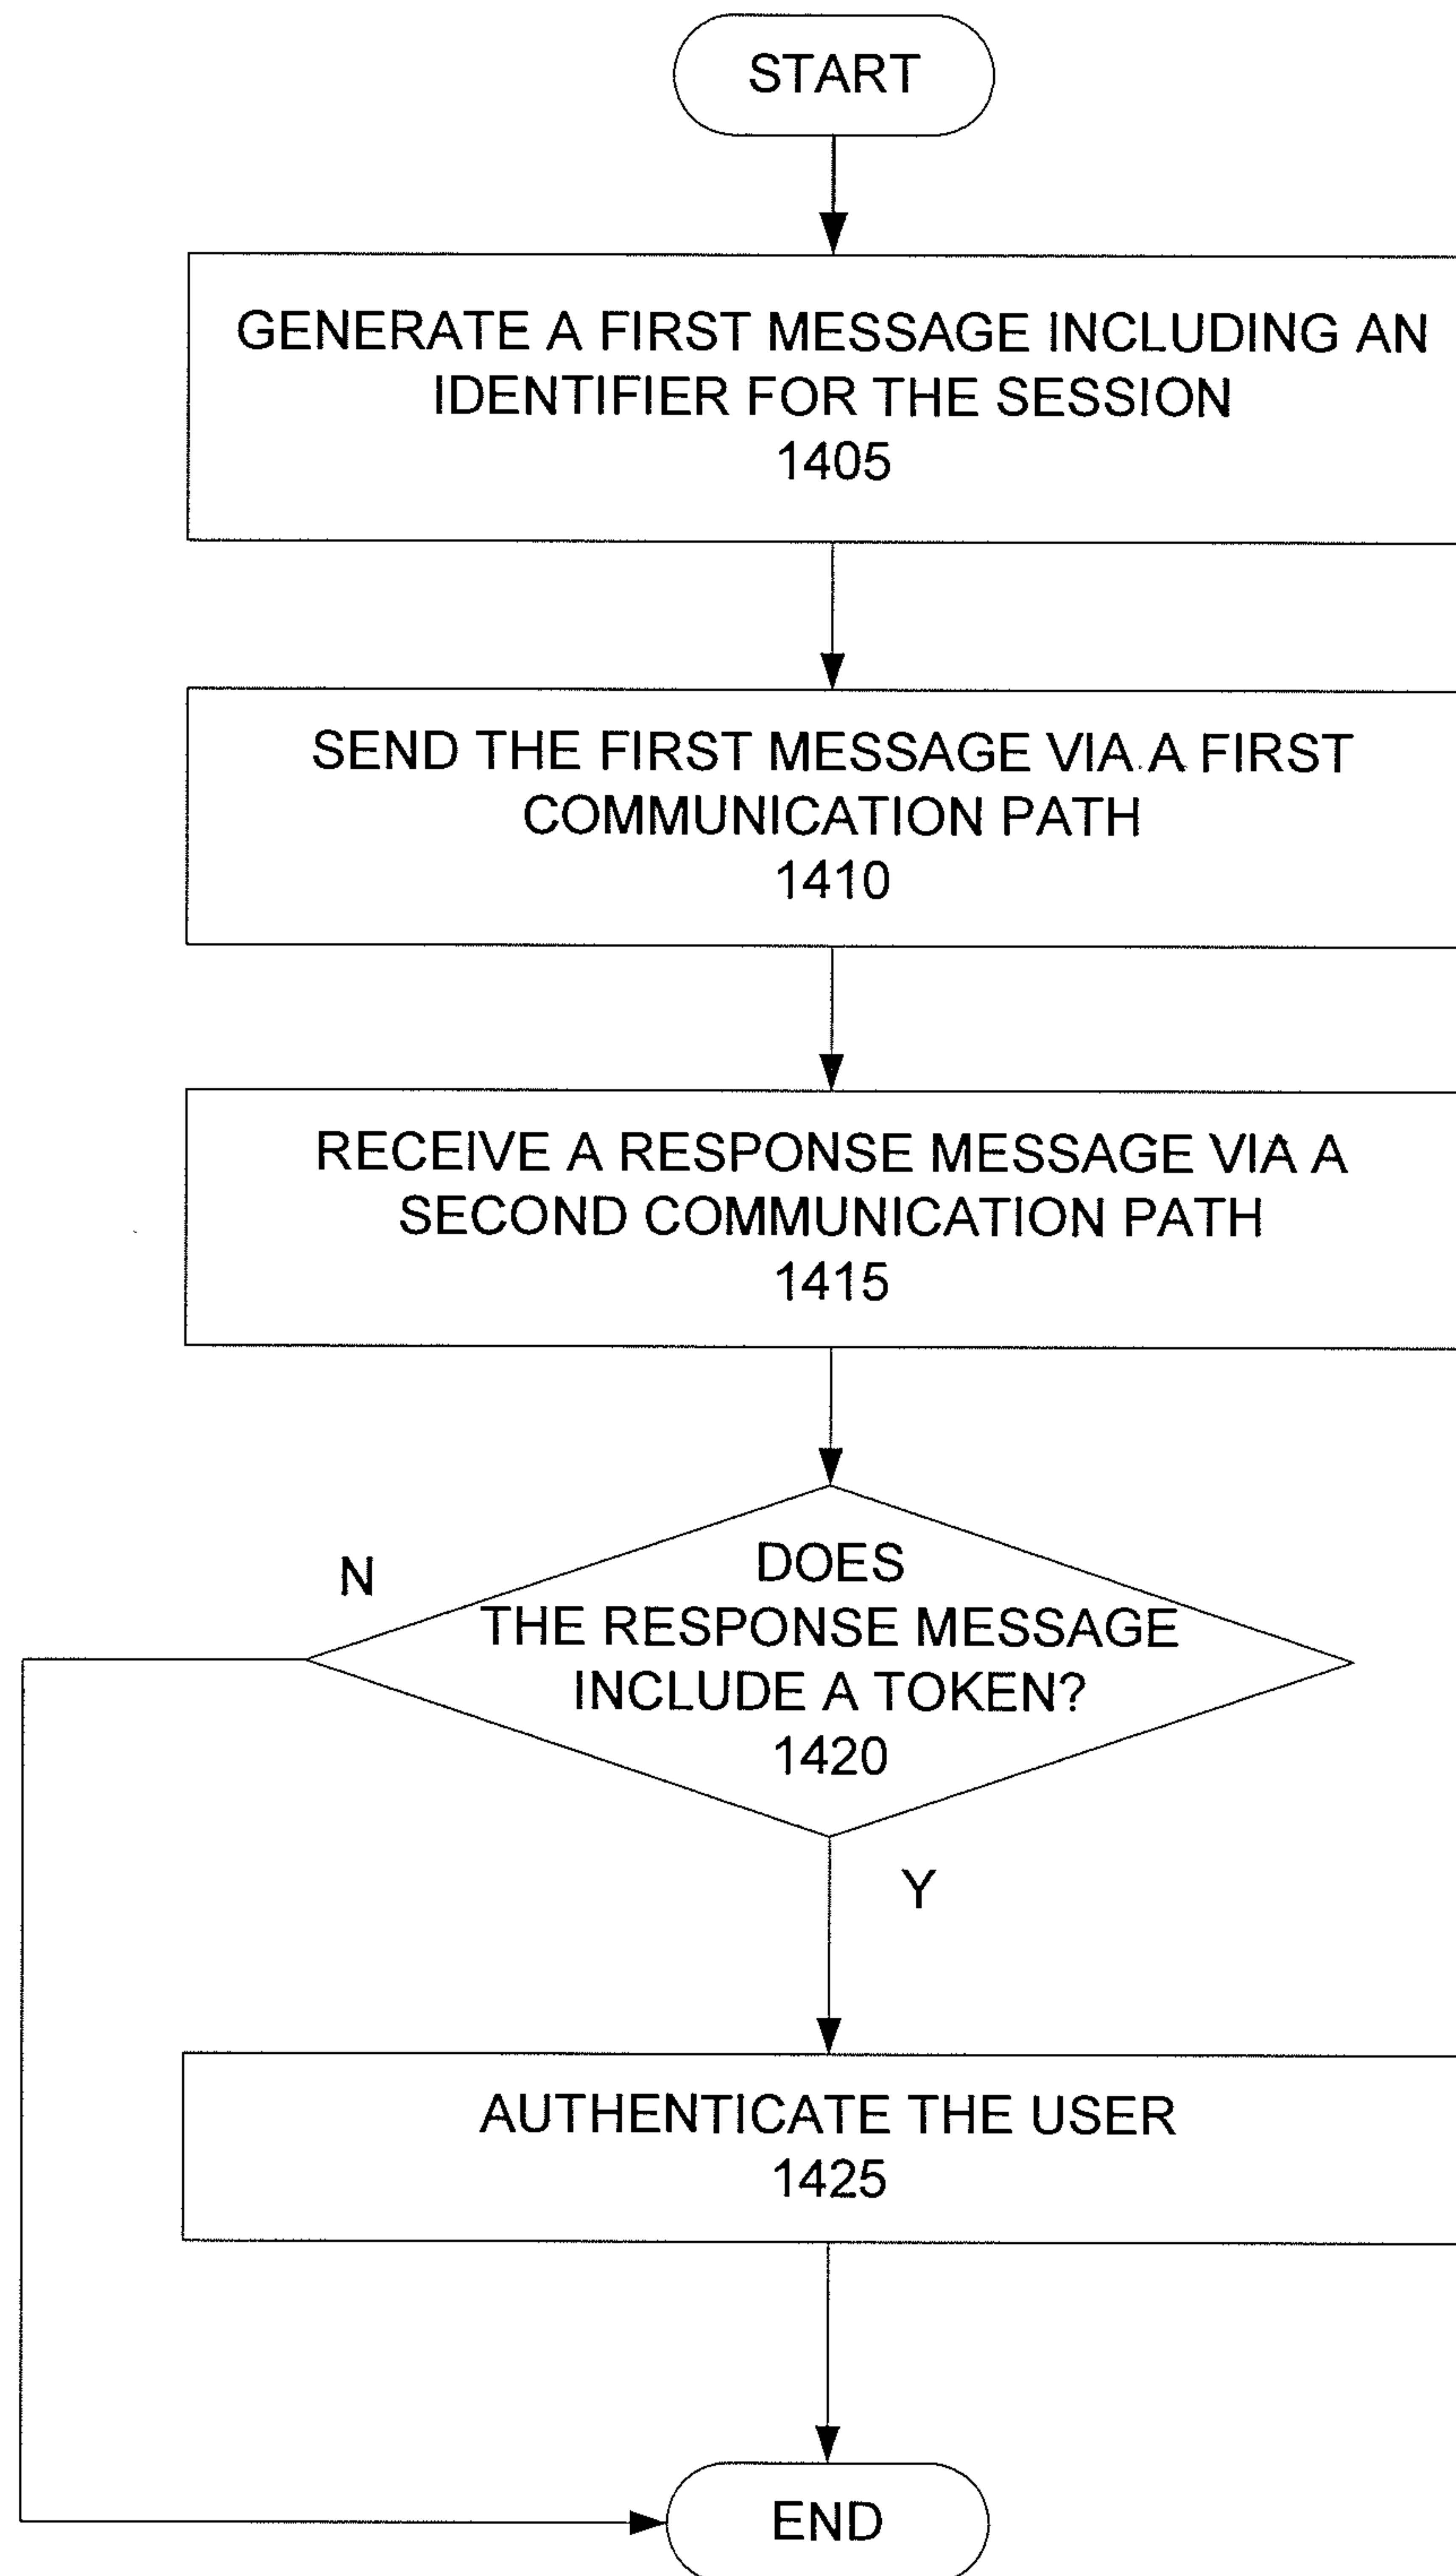 START
GENERATE A FIRST MESSAGE INCLUDING AN
IDENTIFIER FOR THE SESSION
1405
SEND THE FIRST MESSAGE VIA A FIRST
COMMUNICATION PATH
1410
RECEIVE A RESPONSE MESSAGE VIA A
SECOND COMMUNICATION PATH
1415
N
DOES
THE RESPONSE MESSAGE
INCLUDE A TOKEN?
1420
Y
AUTHENTICATE THE USER
1425
END